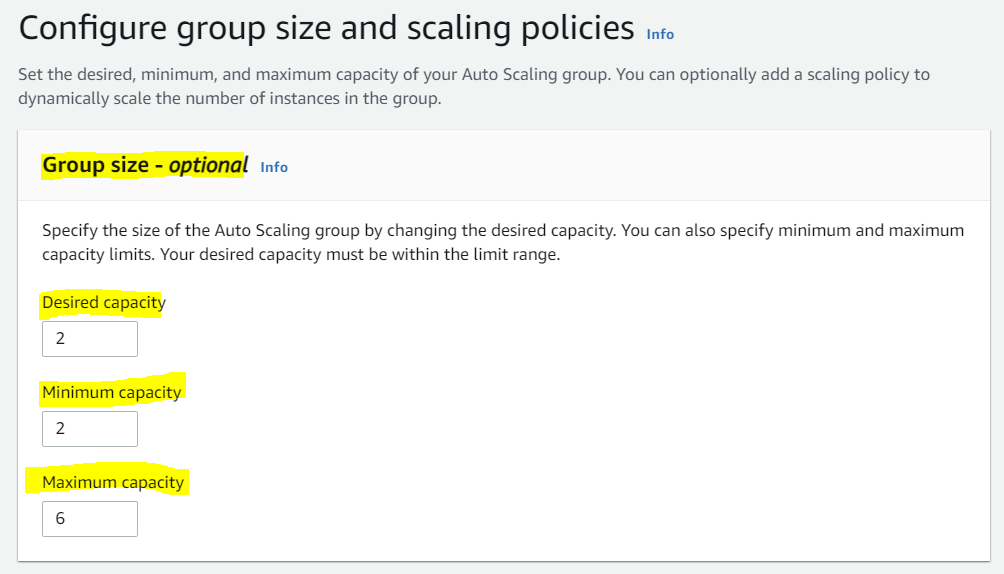 Configure group size and scaling policies Info
Set the desired, minimum, and maximum capacity of your Auto Scaling group. You can optionally add a scaling policy to
dynamically scale the number of instances in the group.
Group size - optional Info
Specify the size of the Auto Scaling group by changing the desired capacity. You can also specify minimum and maximum
capacity limits. Your desired capacity must be within the limit range.
Desired capacity
2
Minimum capacity
2
Maximum capacity
6